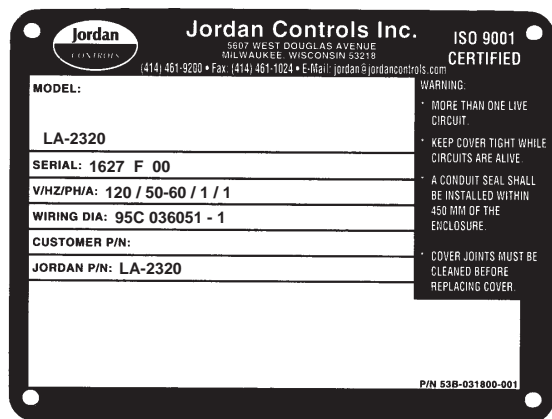 Jordan
CONTROLS
Jordan Controls Inc.
5607 WEST DOUGLAS AVENUE
MILWAUKEE, WISCONSIN 53218
(414) 461-9200 • Fax: (414) 461-1024 • E-Mail: jordan@jordancontrols.com
ISO 9001
CERTIFIED
MODEL:
LA-2320
SERIAL: 1627 F 00
V/HZ/PH/A: 120 / 50-60 / 1 / 1
WIRING DIA: 95C 036051 - 1
CUSTOMER P/N:
JORDAN P/N: LA-2320
WARNING:
• MORE THAN ONE LIVE
CIRCUIT.
• KEEP COVER TIGHT WHILE
CIRCUITS ARE ALIVE.
• A CONDUIT SEAL SHALL
BE INSTALLED WITHIN
450 MM OF THE
ENCLOSURE.
• COVER JOINTS MUST BE
CLEANED BEFORE
REPLACING COVER.
P/N 53B-031800-001